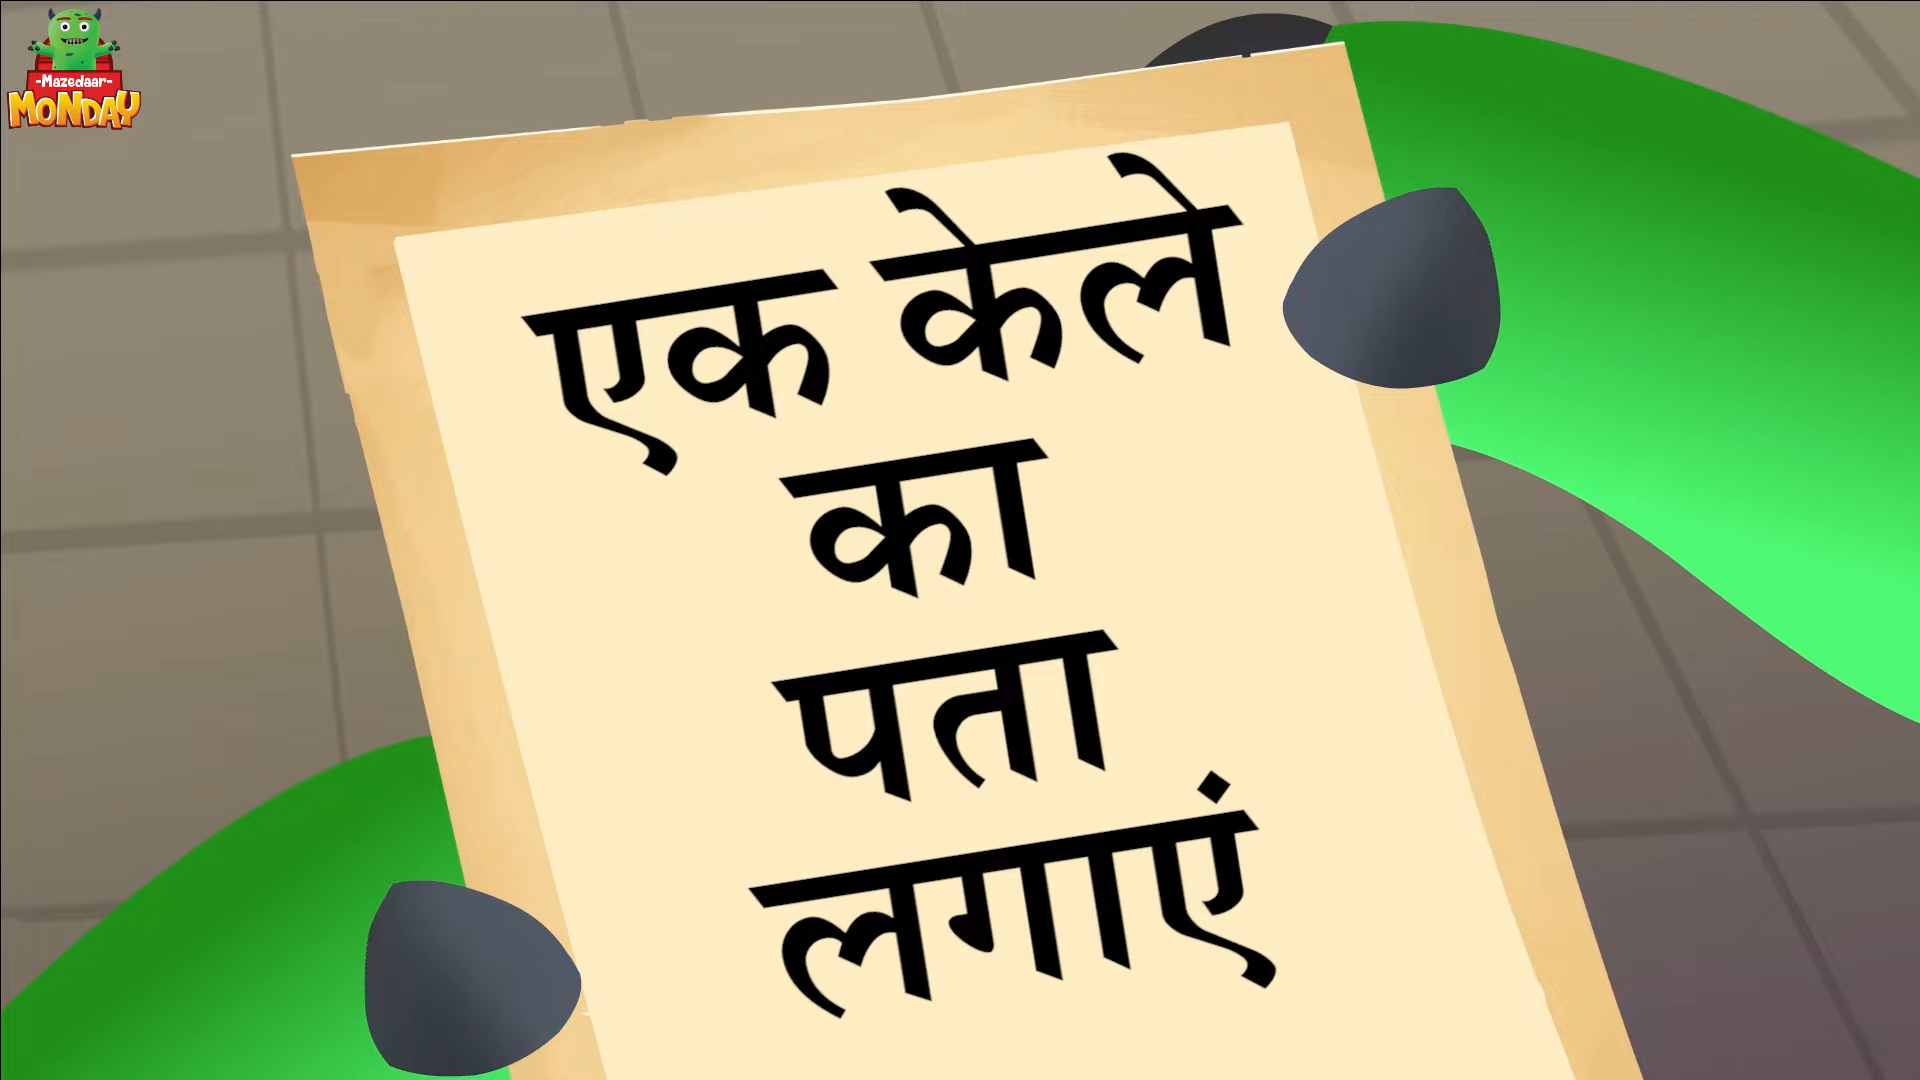 -Mazedaar-
MONDAY
एक केले
का
पता
लगाएं